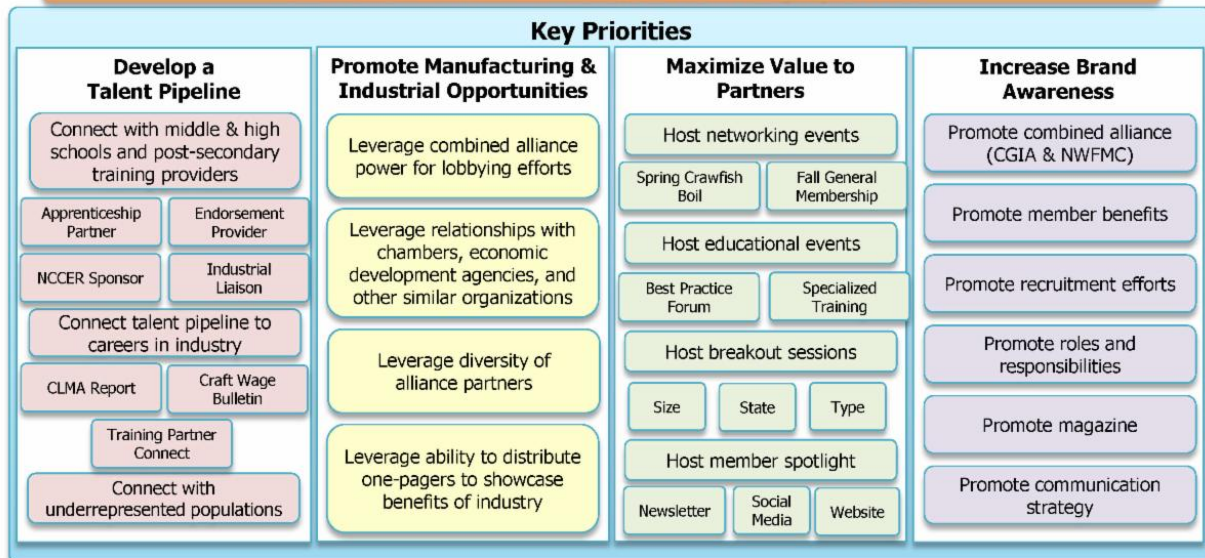 Key Priorities
Develop a
Talent Pipeline
Connect with middle & high
schools and post-secondary
training providers
Apprenticeship
Partner
Endorsement
Provider
NCCER Sponsor
Industrial
Liaison
Connect talent pipeline to
careers in industry
CLMA Report
Craft Wage
Bulletin
Training Partner
Connect
Connect with
underrepresented populations
Promote Manufacturing &
Industrial Opportunities
Leverage combined alliance
power for lobbying efforts
Leverage relationships with
chambers, economic
development agencies, and
other similar organizations
Leverage diversity of
alliance partners
Leverage ability to distribute
one-pagers to showcase
benefits of industry
Maximize Value to
Partners
Host networking events
Spring Crawfish
Boil
Fall General
Membership
Host educational events
Best Practice
Forum
Specialized
Training
Host breakout sessions
Size
State
Type
Host member spotlight
Newsletter
Social
Media
Website
Increase Brand
Awareness
Promote combined alliance
(CGIA & NWFMC)
Promote member benefits
Promote recruitment efforts
Promote roles and
responsibilities
Promote magazine
Promote communication
strategy